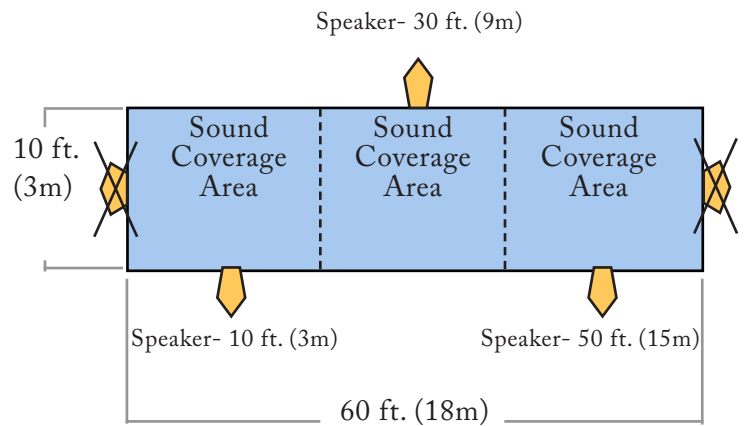 Speaker- 30 ft. (9m)
Sound
Coverage
Area
Sound
Coverage
Area
Sound
Coverage
Area
10 ft.
(3m)
Speaker- 10 ft. (3m)
Speaker- 50 ft. (15m)
60 ft. (18m)